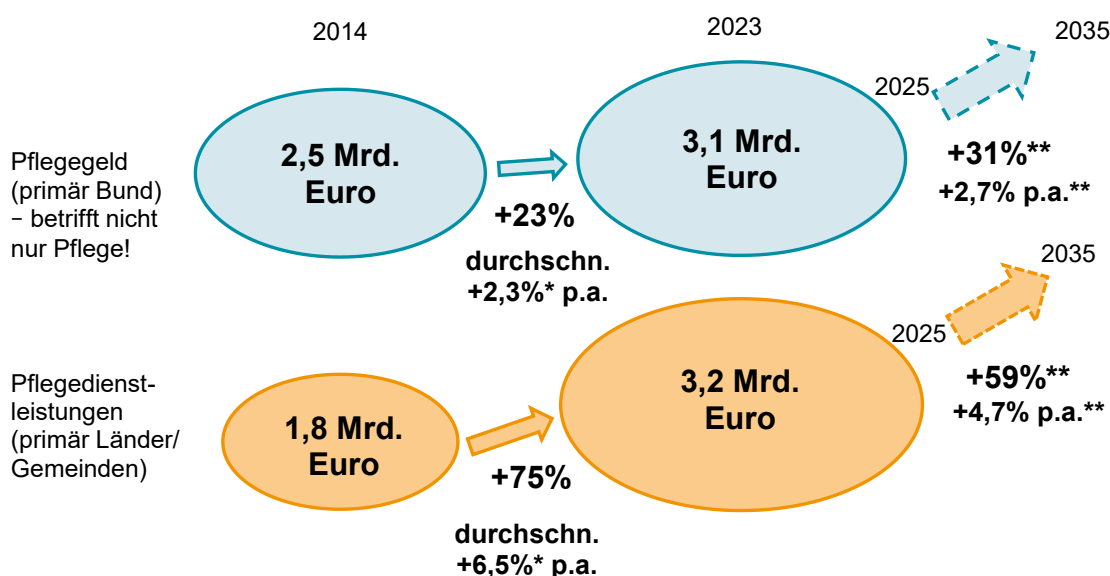 2014
2023
2035
2025
Pflegegeld
(primär Bund)
– betrifft nicht
nur Pflege!
2,5 Mrd.
Euro
+23%
durchschn.
+2,3%* p.a.
3,1 Mrd.
Euro
+31%**
+2,7% p.a.**
2035
2025
Pflegedienst-
leistungen
(primär Länder/
Gemeinden)
1,8 Mrd.
Euro
+75%
durchschn.
+6,5%* p.a.
3,2 Mrd.
Euro
+59%**
+4,7% p.a.**